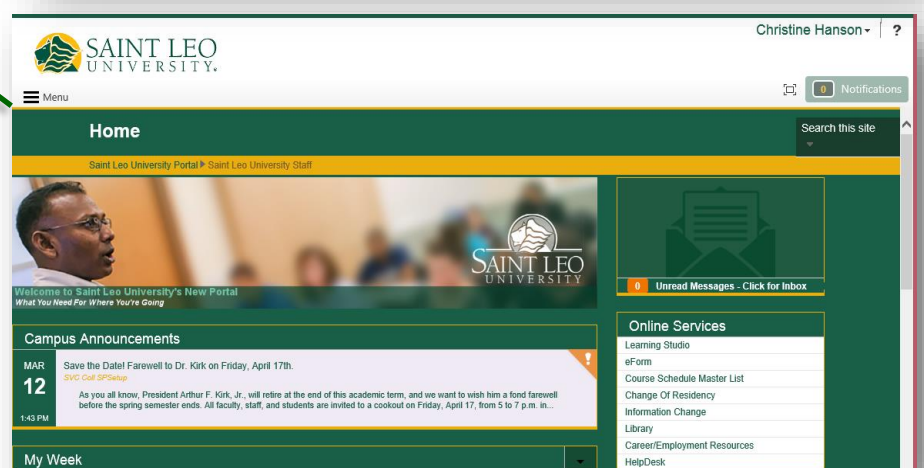 Christine Hanson ?
SAINT LEO
UNIVERSITY
Menu
0 Notifications
Home
Search this site
Saint Leo University Portal Saint Leo University Staff
SAINT LEO
UNIVERSITY
Welcome to Saint Leo University's New Portal
What You Need For Where You're Going
0 Unread Messages - Click for Inbox
Campus Announcements
MAR
12
1:43 PM
Save the Date! Farewell to Dr. Kirk on Friday, April 17th.
!
SVC Coll SPSetup
As you all know, President Arthur F. Kirk, Jr., will retire at the end of this academic term, and we want to wish him a fond farewell
before the spring semester ends. All faculty, staff, and students are invited to a cookout on Friday, April 17, from 5 to 7 p.m. in...
My Week
Online Services
Learning Studio
eForm
Course Schedule Master List
Change Of Residency
Information Change
Library
Career/Employment Resources
HelpDesk